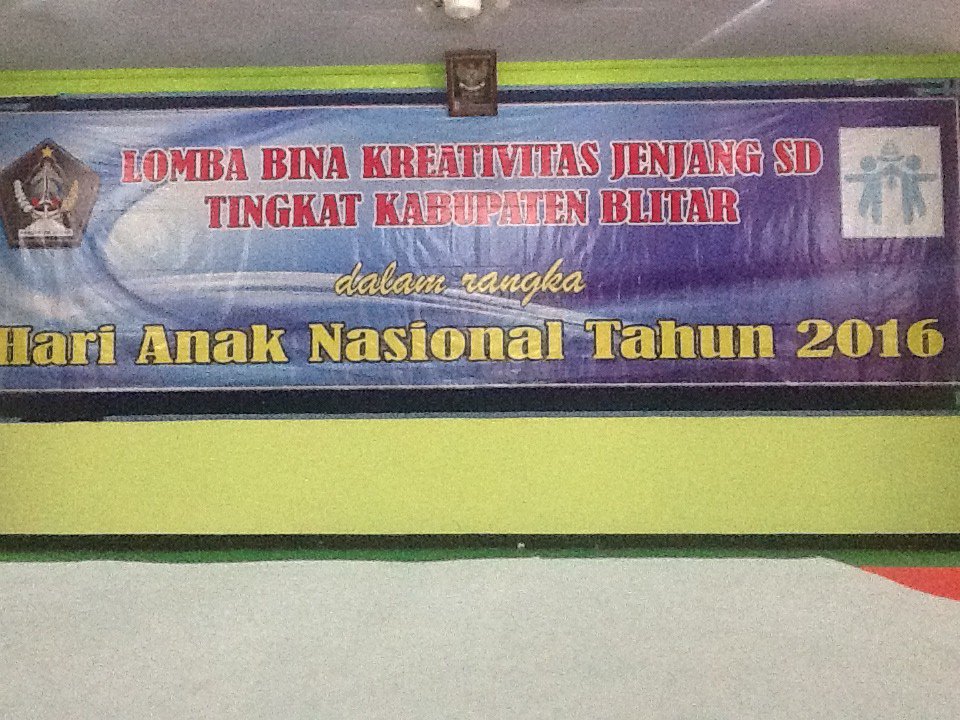 LOMBA BINA KREATIVITAS JENJANG SD
TINGKAT KABUPATEN BLITAR
dalam rangka
Hari Anak Nasional Tahun 2016